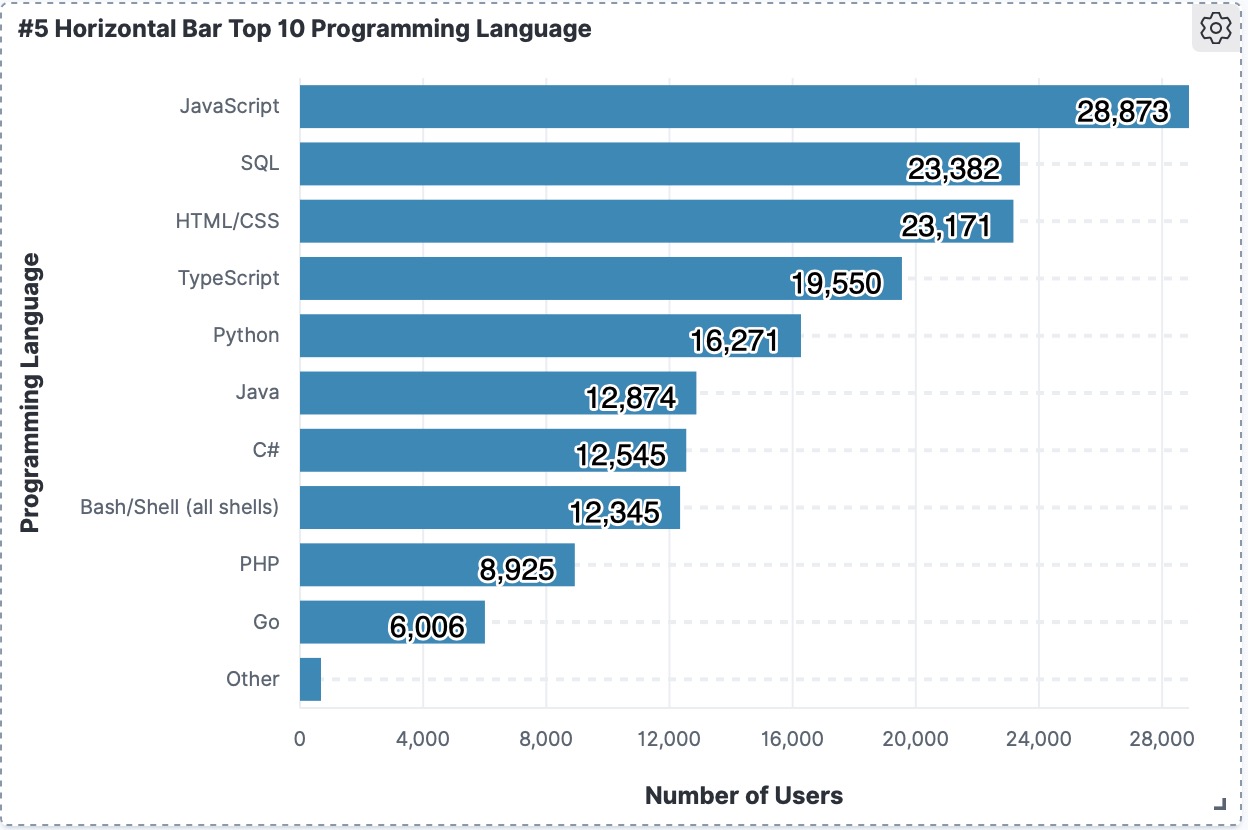 #5 Horizontal Bar Top 10 Programming Language
Programming Language
JavaScript 28,873
SQL 23,382
HTML/CSS 23,171
TypeScript 19,550
Python 16,271
Java 12,874
C# 12,545
Bash/Shell (all shells) 12,345
PHP 8,925
Go 6,006
Other
0 4,000 8,000 12,000 16,000 20,000 24,000 28,000
Number of Users